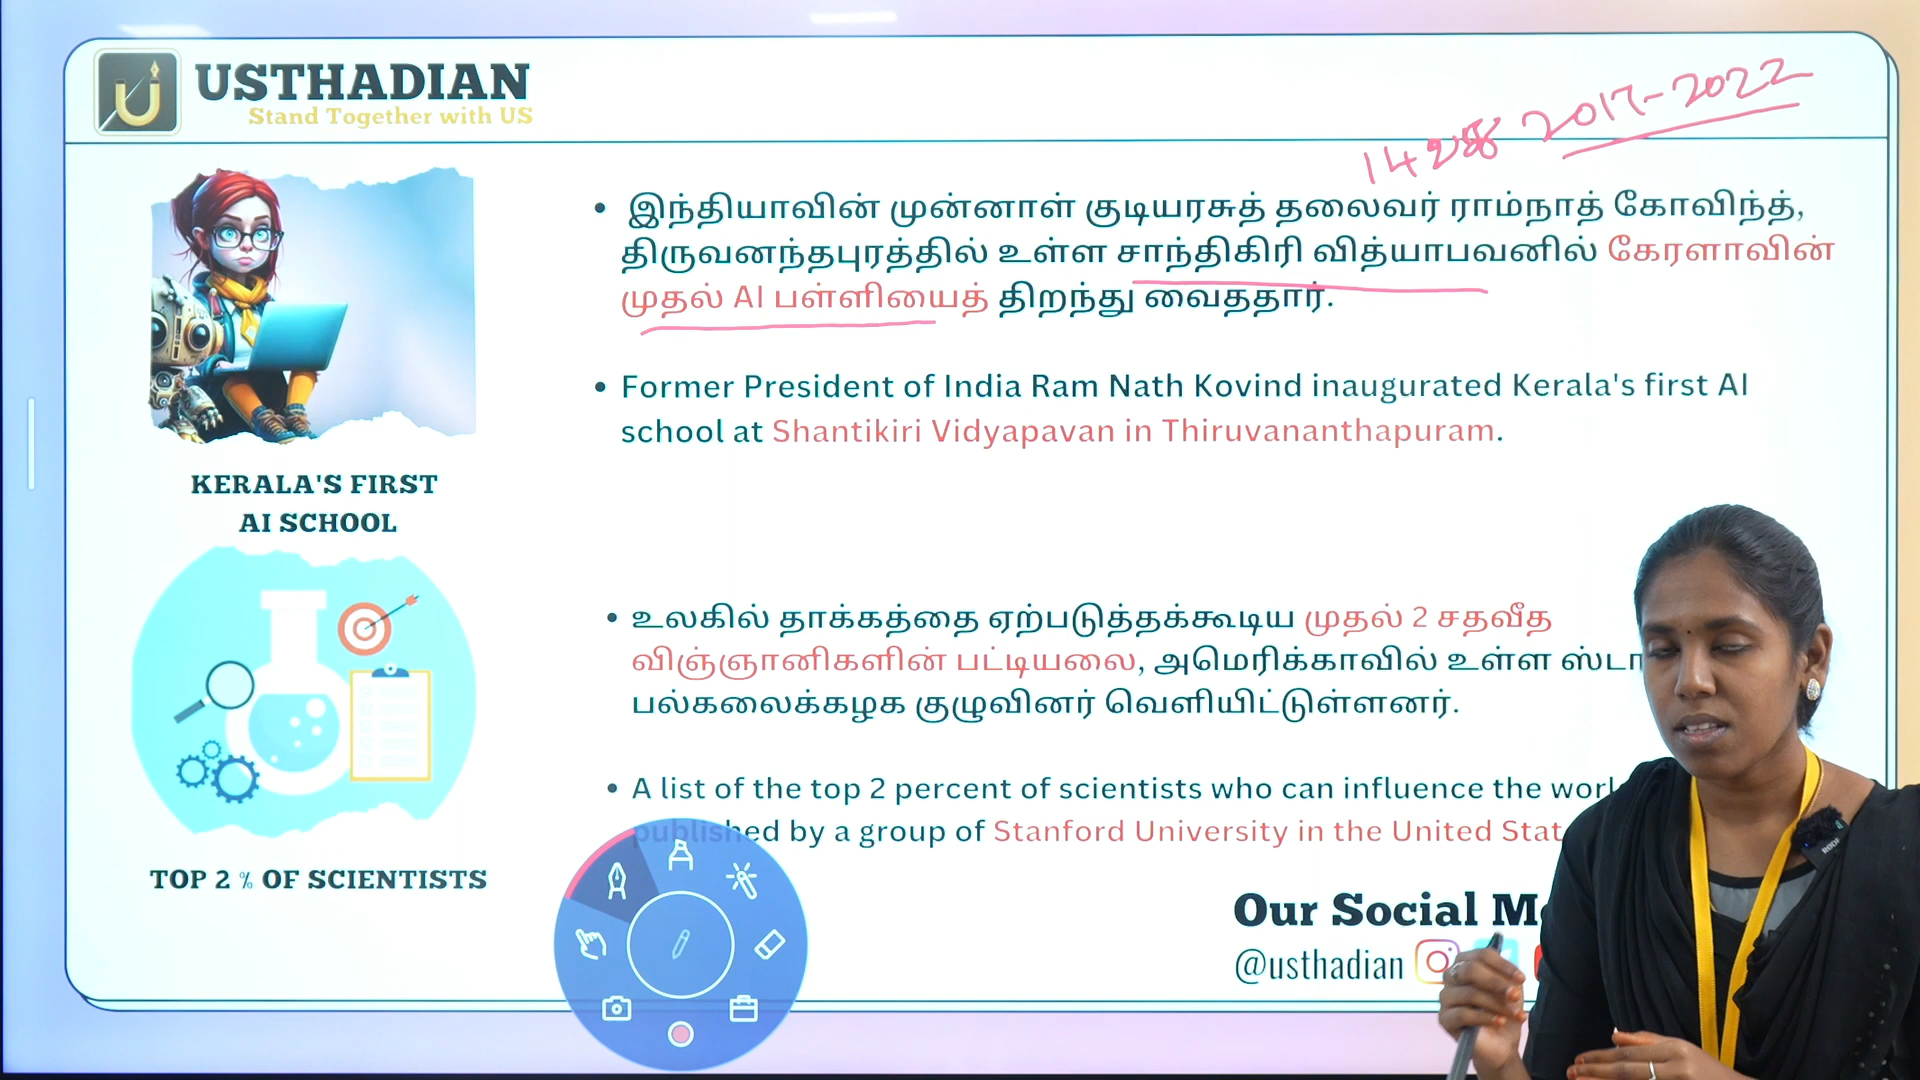 USTHADIAN
Stand Together with US
14வது 2017-2022
• இந்தியாவின் முன்னாள் குடியரசுத் தலைவர் ராம்நாத் கோவிந்த்,
திருவனந்தபுரத்தில் உள்ள சாந்திகிரி வித்யாபவனில் கேரளாவின்
முதல் AI பள்ளியைத் திறந்து வைததார்.
• Former President of India Ram Nath Kovind inaugurated Kerala's first AI
school at Shantikiri Vidyapavan in Thiruvananthapuram.
KERALA'S FIRST
AI SCHOOL
• உலகில் தாக்கத்தை ஏற்படுத்தக்கூடிய முதல் 2 சதவீத
விஞ்ஞானிகளின் பட்டியலை, அமெரிக்காவில் உள்ள
பல்கலைக்கழக குழுவினர் வெளியிட்டுள்ளனர்.
• A list of the top 2 percent of scientists who can influence the
published by a group of Stanford University in the United
TOP 2 % OF SCIENTISTS
Our Social
@usthadian